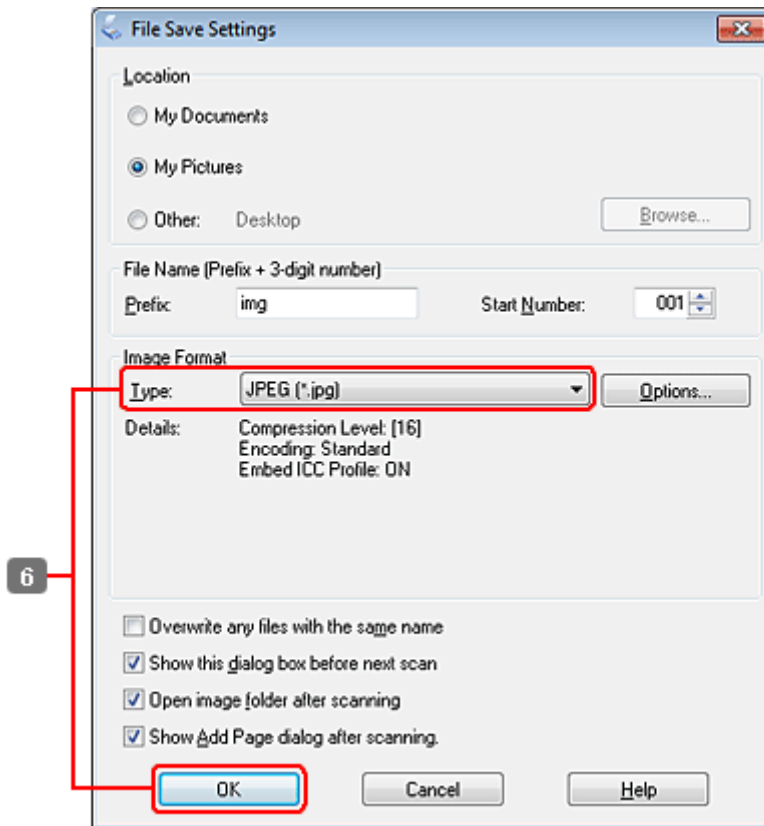 File Save Settings
Location
My Documents
My Pictures
Other: Desktop Browse...
File Name (Prefix + 3-digit number)
Prefix: img Start Number: 001
Image Format
Type: JPEG (*.jpg) Options...
Details: Compression Level: [16]
Encoding: Standard
Embed ICC Profile: ON
6
Overwrite any files with the same name
Show this dialog box before next scan
Open image folder after scanning
Show Add Page dialog after scanning.
OK Cancel Help